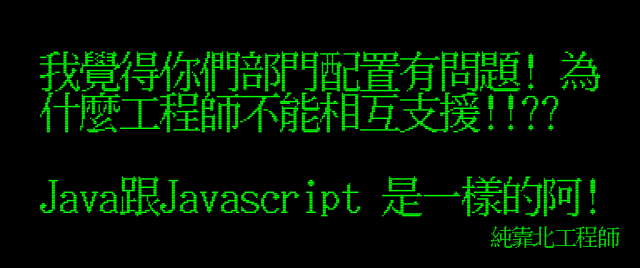 我覺得你們部門配置有問題! 為
什麼工程師不能相互支援!!??
Java跟Javascript 是一樣的阿!
純靠北工程師